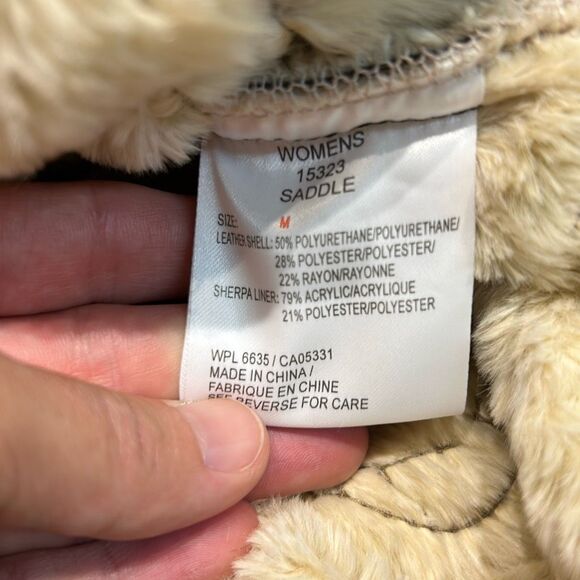 WOMENS
15323
SADDLE
SIZE: M
LEATHER SHELL: 50% POLYURETHANE/POLYURETHANE/
28% POLYESTER/POLYESTER/
22% RAYON/RAYONNE
SHERPA LINER: 79% ACRYLIC/ACRYLIQUE
21% POLYESTER/POLYESTER
WPL 6635 / CA05331
MADE IN CHINA /
FABRIQUE EN CHINE
SEE REVERSE FOR CARE